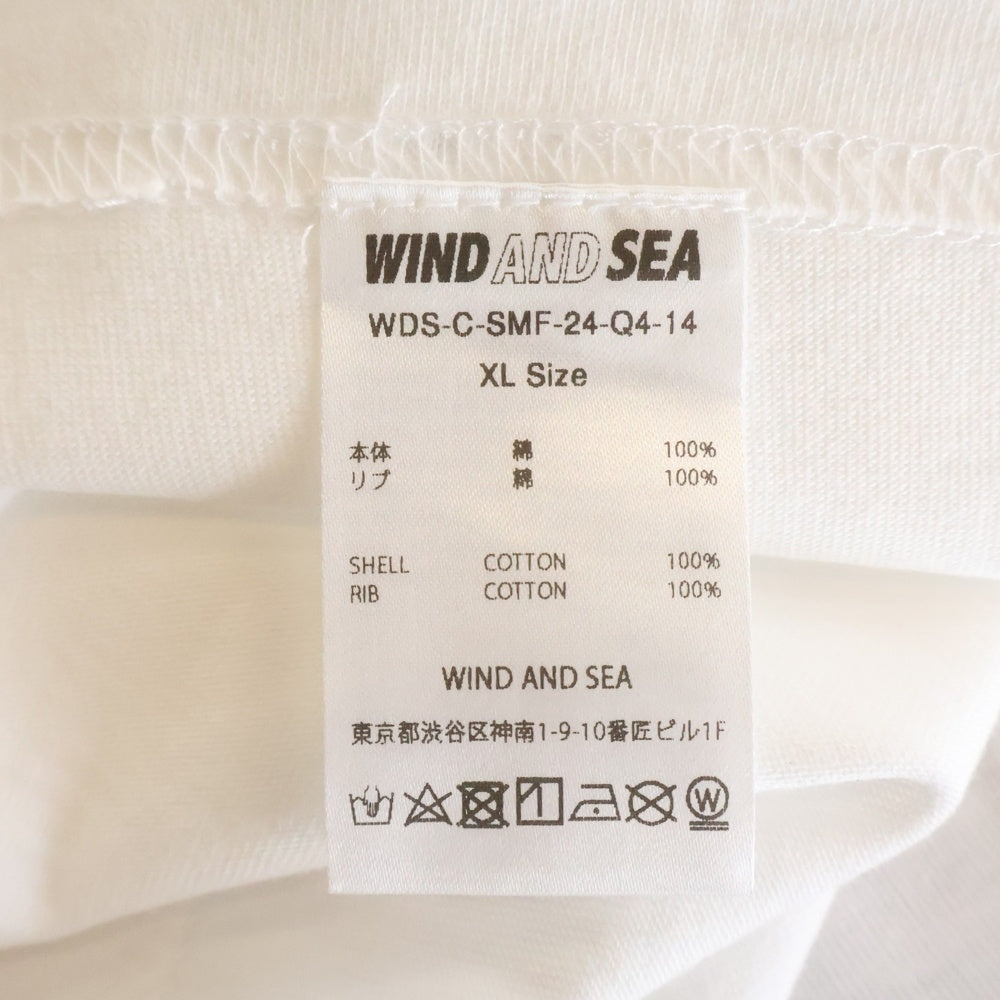 WIND AND SEA
WDS-C-SMF-24-Q4-14
XL Size
本体 綿 100%
リブ 綿 100%
SHELL COTTON 100%
RIB COTTON 100%
WIND AND SEA
東京都渋谷区神南1-9-10番匠ビル1F
W